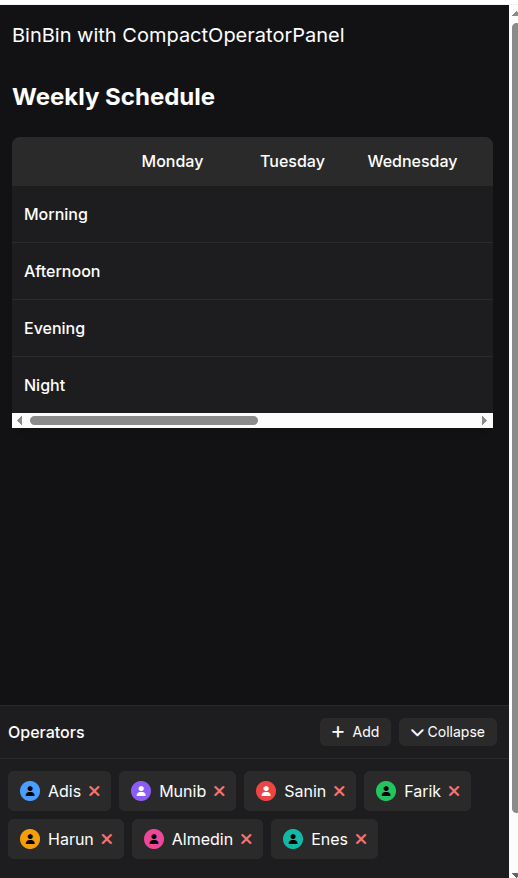 BinBin with CompactOperatorPanel
Weekly Schedule
Monday Tuesday Wednesday
Morning
Afternoon
Evening
Night
Operators + Add Collapse
Adis Munib Sanin Farik
Harun Almedin Enes